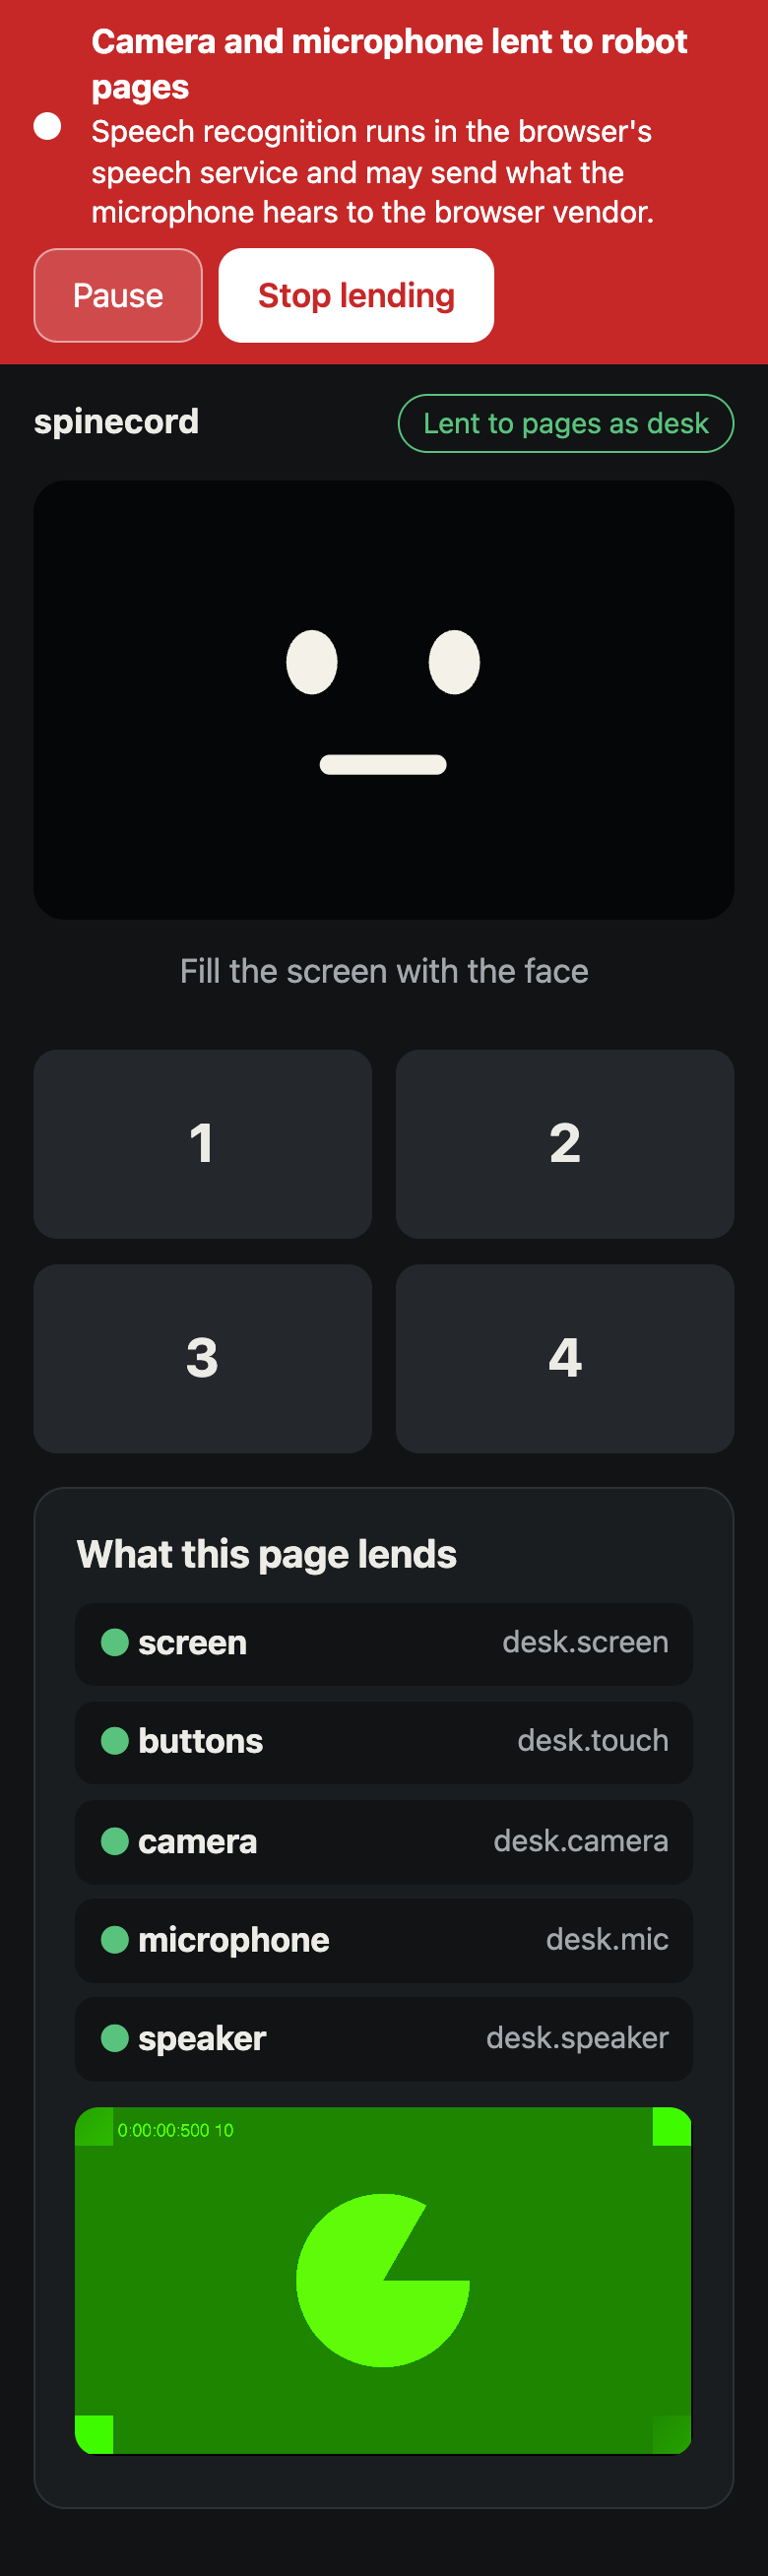 Camera and microphone lent to robot
pages
Speech recognition runs in the browser's
speech service and may send what the
microphone hears to the browser vendor.
Pause
Stop lending
spinecord
Lent to pages as desk
Fill the screen with the face
1
2
3
4
What this page lends
screen
desk.screen
buttons
desk.touch
camera
desk.camera
microphone
desk.mic
speaker
desk.speaker
0:00:00:500 10